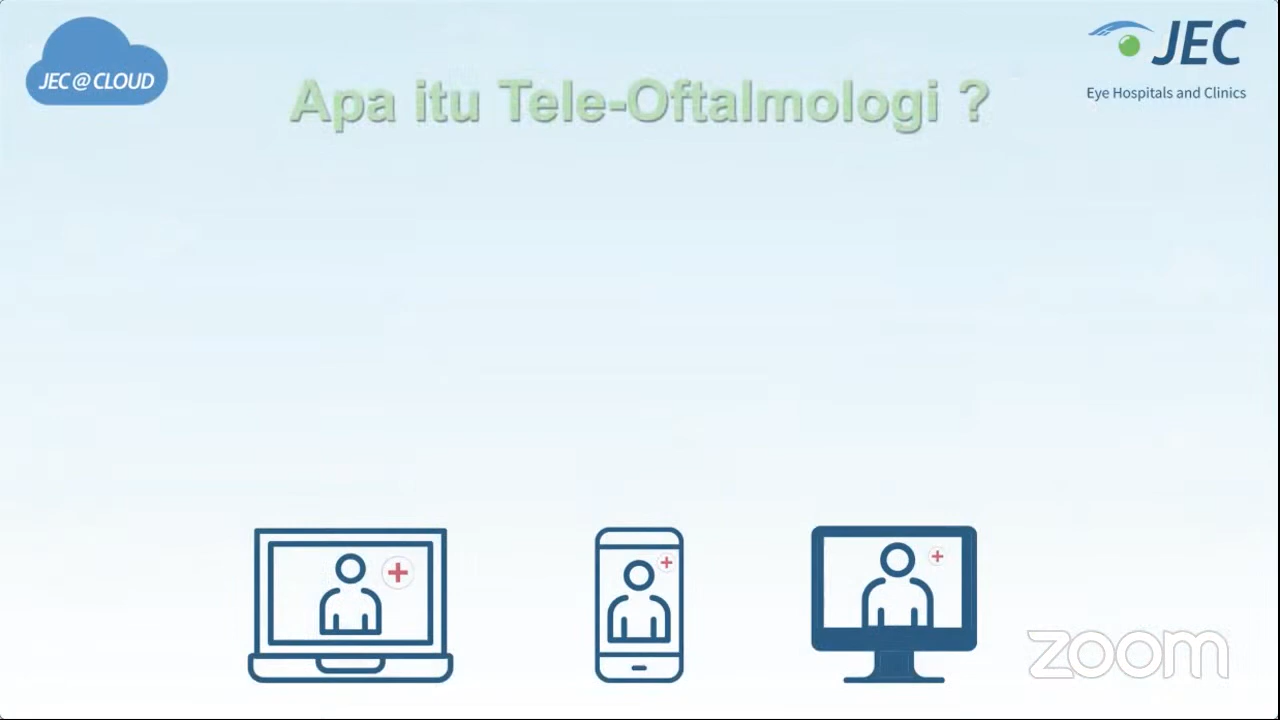 JEC @ CLOUD
JEC
Eye Hospitals and Clinics
Apa itu Tele-Oftalmologi ?
zoom